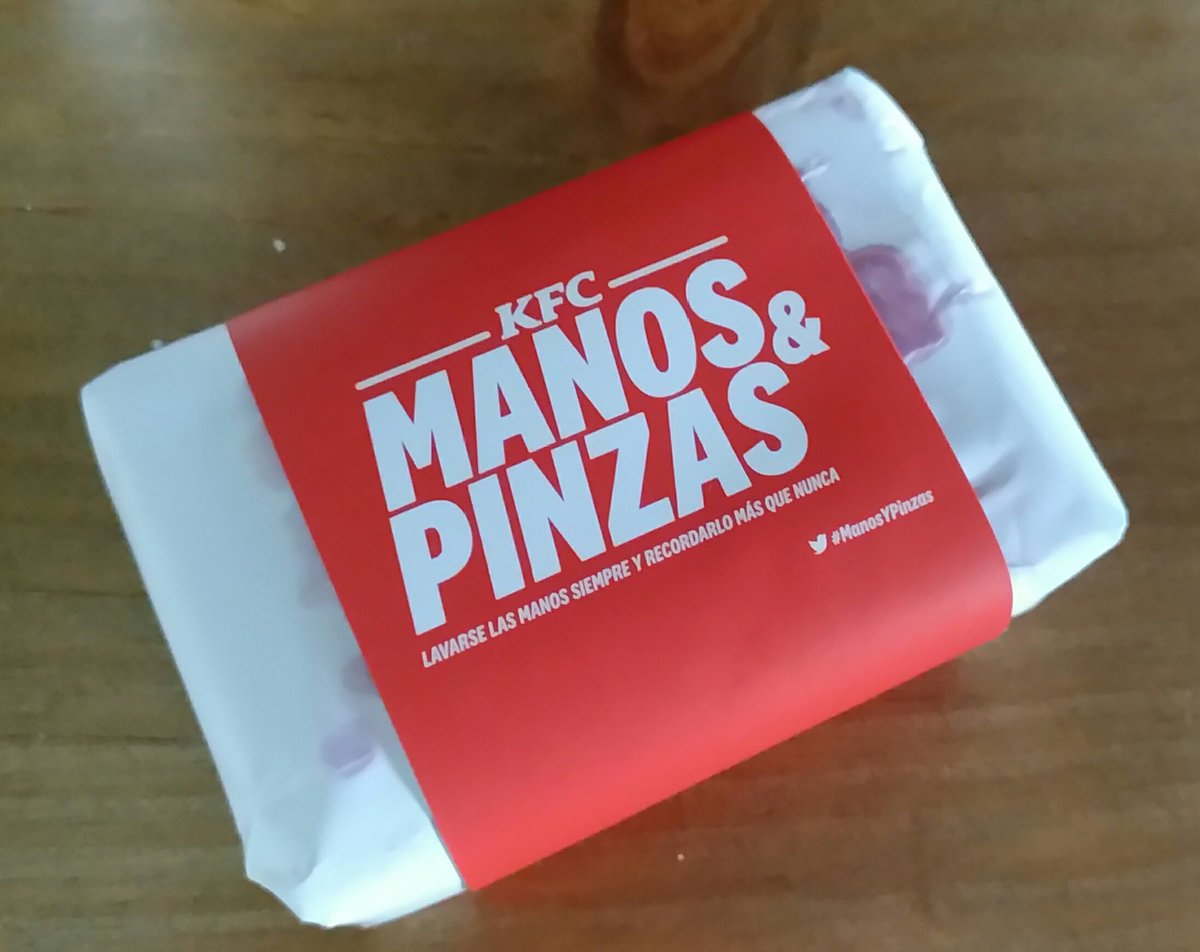 KFC
MANOS&
PINZAS
LAVARSE LAS MANOS SIEMPRE Y RECORDARLO MÁS QUE NUNCA
#ManosYPinzas